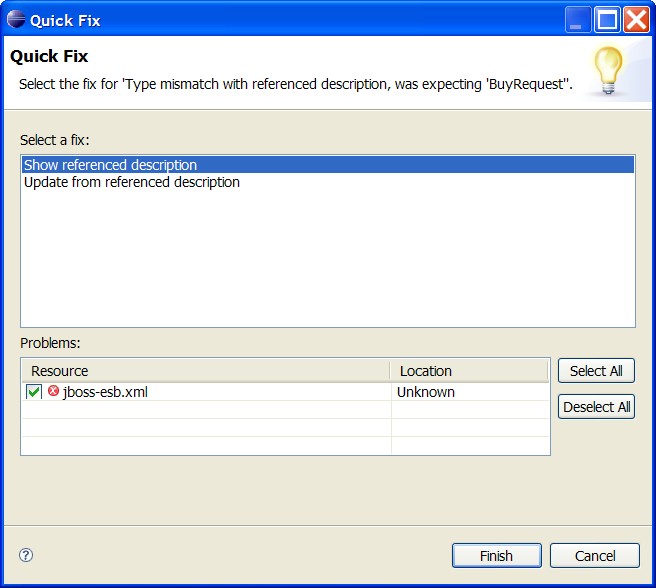 Quick Fix
Quick Fix
Select the fix for 'Type mismatch with referenced description, was expecting 'BuyRequest''.
Select a fix:
Show referenced description
Update from referenced description
Problems:
Resource Location
Select All
jboss-esb.xml Unknown
Deselect All
?
Finish Cancel